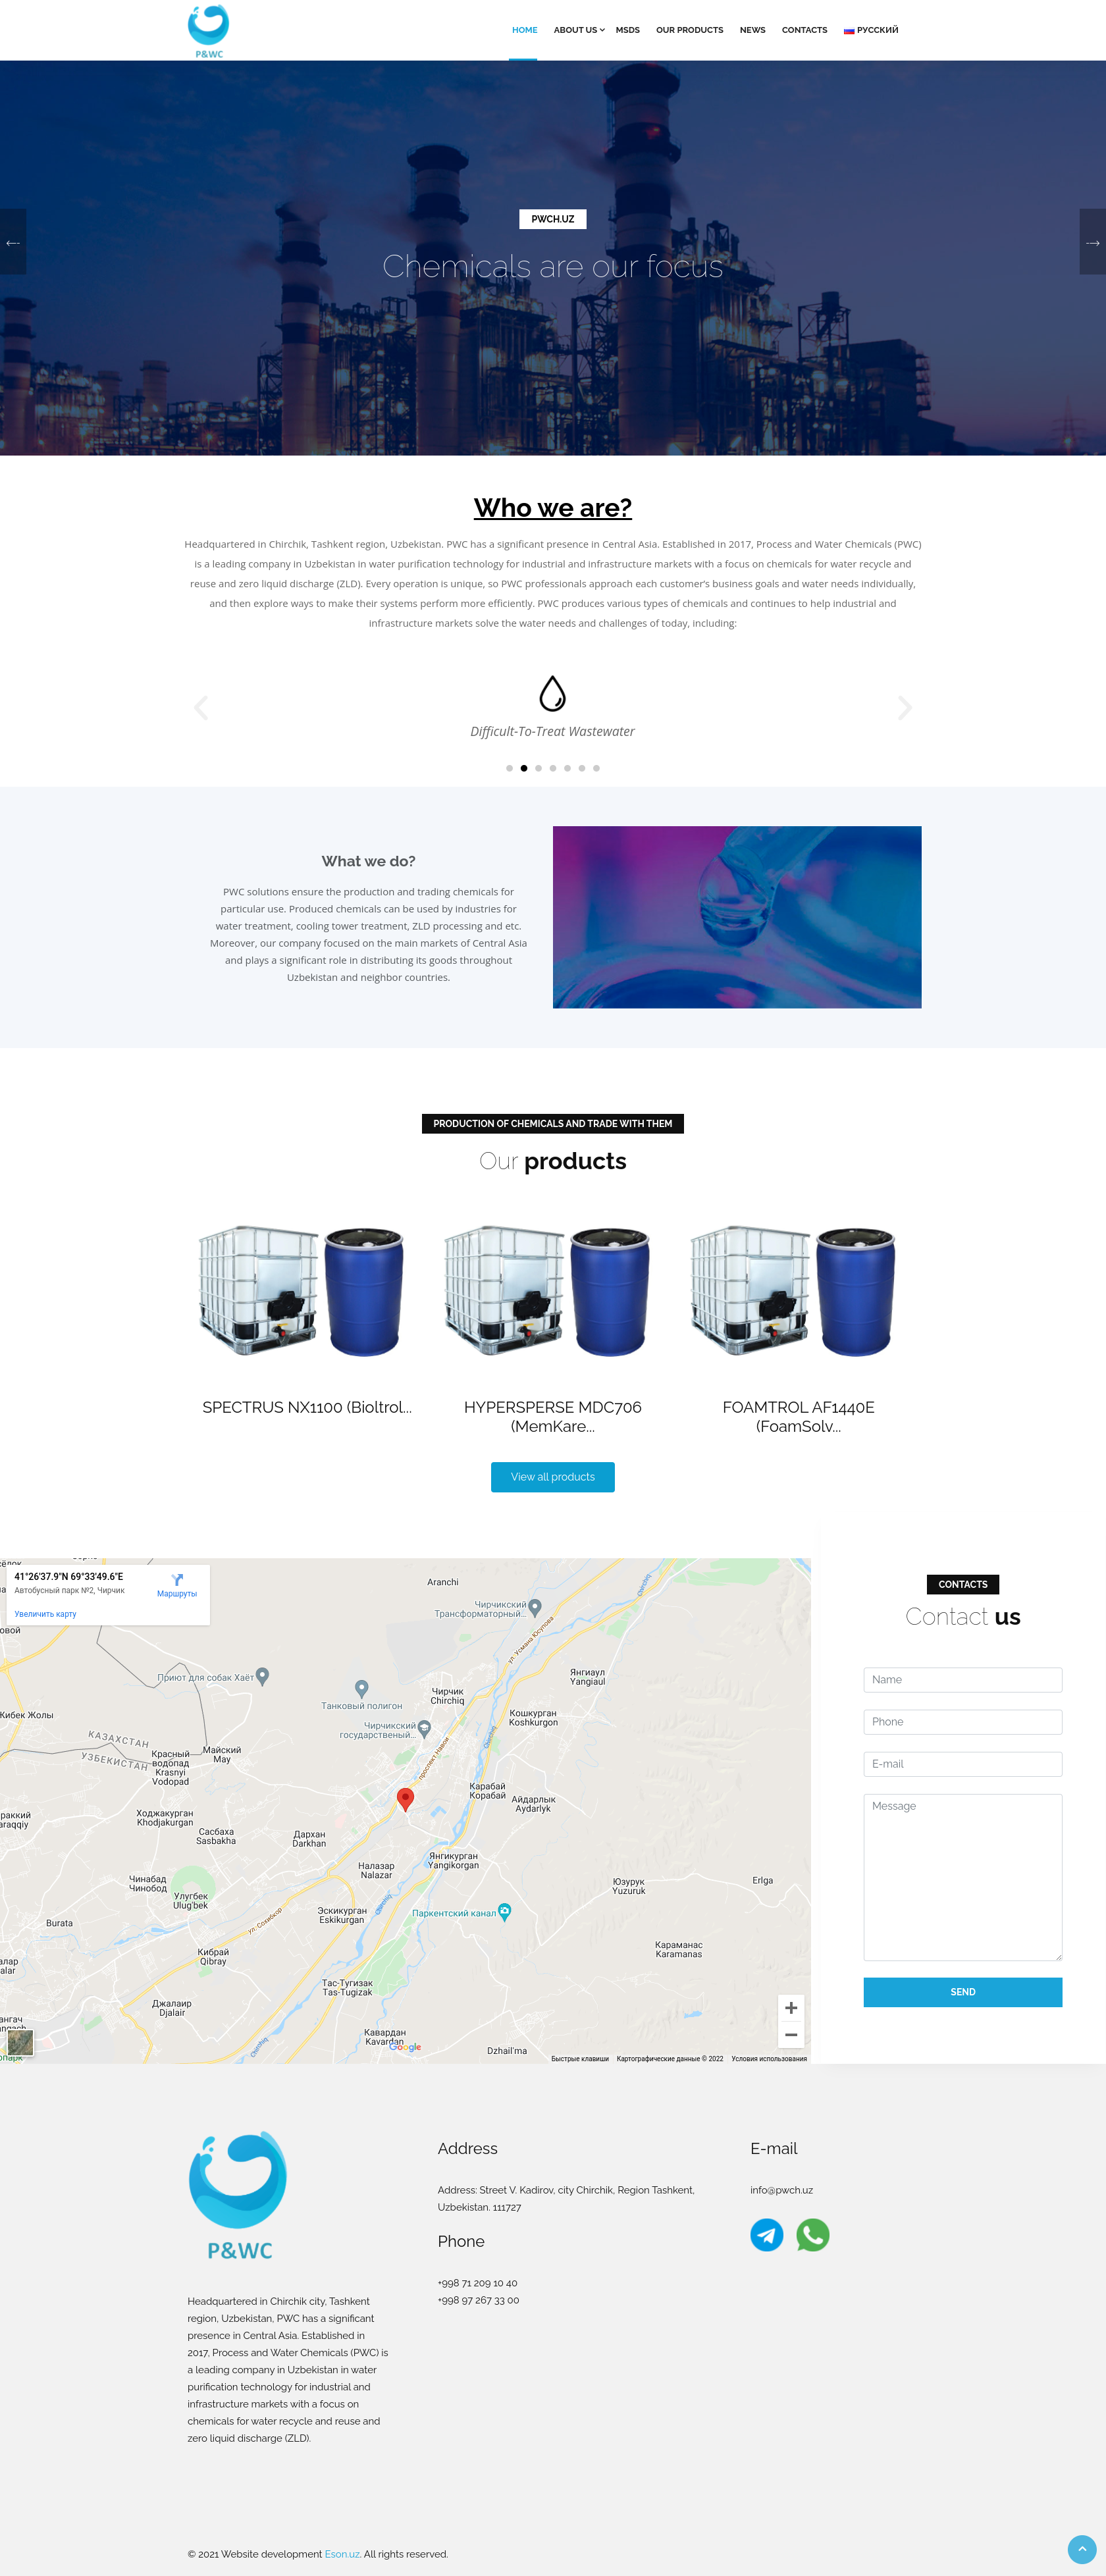 P&WC
HOME
ABOUT US
MSDS
OUR PRODUCTS
NEWS
CONTACTS
РУССКИЙ
PWCH.UZ
Chemicals are our focus
Who we are?
Headquartered in Chirchik, Tashkent region, Uzbekistan. PWC has a significant presence in Central Asia. Established in 2017, Process and Water Chemicals (PWC)
is a leading company in Uzbekistan in water purification technology for industrial and infrastructure markets with a focus on chemicals for water recycle and
reuse and zero liquid discharge (ZLD). Every operation is unique, so PWC professionals approach each customer's business goals and water needs individually,
and then explore ways to make their systems perform more efficiently. PWC produces various types of chemicals and continues to help industrial and
infrastructure markets solve the water needs and challenges of today, including:
Difficult-To-Treat Wastewater
What we do?
PWC solutions ensure the production and trading chemicals for
particular use. Produced chemicals can be used by industries for
water treatment, cooling tower treatment, ZLD processing and etc.
Moreover, our company focused on the main markets of Central Asia
and plays a significant role in distributing its goods throughout
Uzbekistan and neighbor countries.
PRODUCTION OF CHEMICALS AND TRADE WITH THEM
Our products
SPECTRUS NX1100 (Bioltrol...
HYPERSPERSE MDC706
(MemKare...
FOAMTROL AF1440E
(FoamSolv...
View all products
41°26'37.9"N 69°33'49.6"E
Автобусный парк №2, Чирчик
Маршруты
Увеличить карту
Aranchi
Чирчикский
Трансформаторный...
ул. Усмана Юсупова
Chirchiq
Приют для собак Хаёт
Янгиаул
Yangiaul
Танковый полигон
Чирчик
Chirchiq
Кошкурган
Koshkurgon
Чирчикский
государственый...
Жибек Жолы
проспект Навои
Chirchiq
КАЗАХСТАН
УЗБЕКИСТАН
Красный
водопад
Krasnyi
Vodopad
Майский
May
Карабай
Корабай
Айдарлык
Aydarlyk
Ходжакурган
Khodjakurgan
Сасбаха
Sasbakha
Дархан
Darkhan
Янгикурган
Yangikorgan
Налазар
Nalazar
Чинабад
Чинобод
Улугбек
Ulug'bek
Юзурук
Yuzuruk
Erlga
Эскикурган
Eskikurgan
Chirchiq
Паркентский канал
ул. Сохибкор
Burata
Кибрай
Qibray
Караманас
Karamanas
Тас-Тугизак
Tas-Tugizak
Джалаир
Djalair
Кавардан
Kavardan
Chirchiq
Dzhail'ma
Google
Быстрые клавиши
Картографические данные © 2022
Условия использования
CONTACTS
Contact us
Name
Phone
E-mail
Message
SEND
P&WC
Headquartered in Chirchik city, Tashkent
region, Uzbekistan, PWC has a significant
presence in Central Asia. Established in
2017, Process and Water Chemicals (PWC) is
a leading company in Uzbekistan in water
purification technology for industrial and
infrastructure markets with a focus on
chemicals for water recycle and reuse and
zero liquid discharge (ZLD).
Address
Address: Street V. Kadirov, city Chirchik, Region Tashkent,
Uzbekistan. 111727
Phone
+998 71 209 10 40
+998 97 267 33 00
E-mail
info@pwch.uz
© 2021 Website development Eson.uz. All rights reserved.